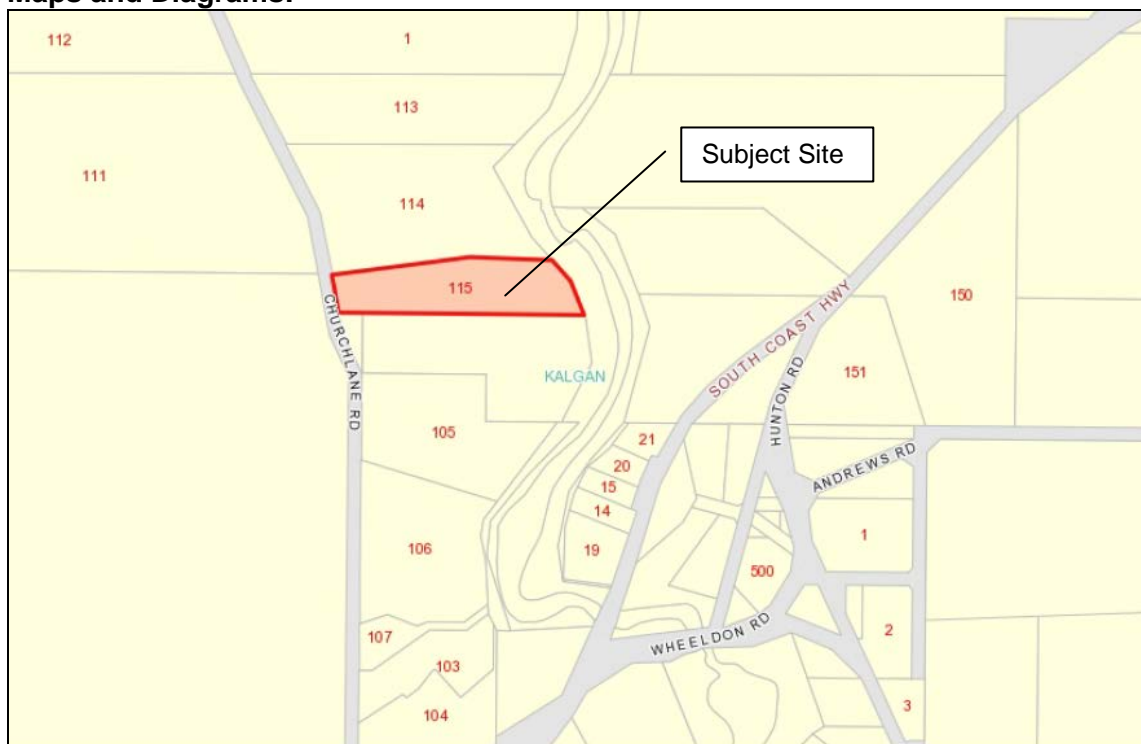 Maps and Diagrams:
112
1
113
Subject Site
111
114
115
150
CHURCHLANE RD
SOUTH COAST HWY
KALGAN
HUNTON RD
151
105
21
20
ANDREWS RD
15
14
106
19
1
500
107
WHEELDON RD
2
103
104
3